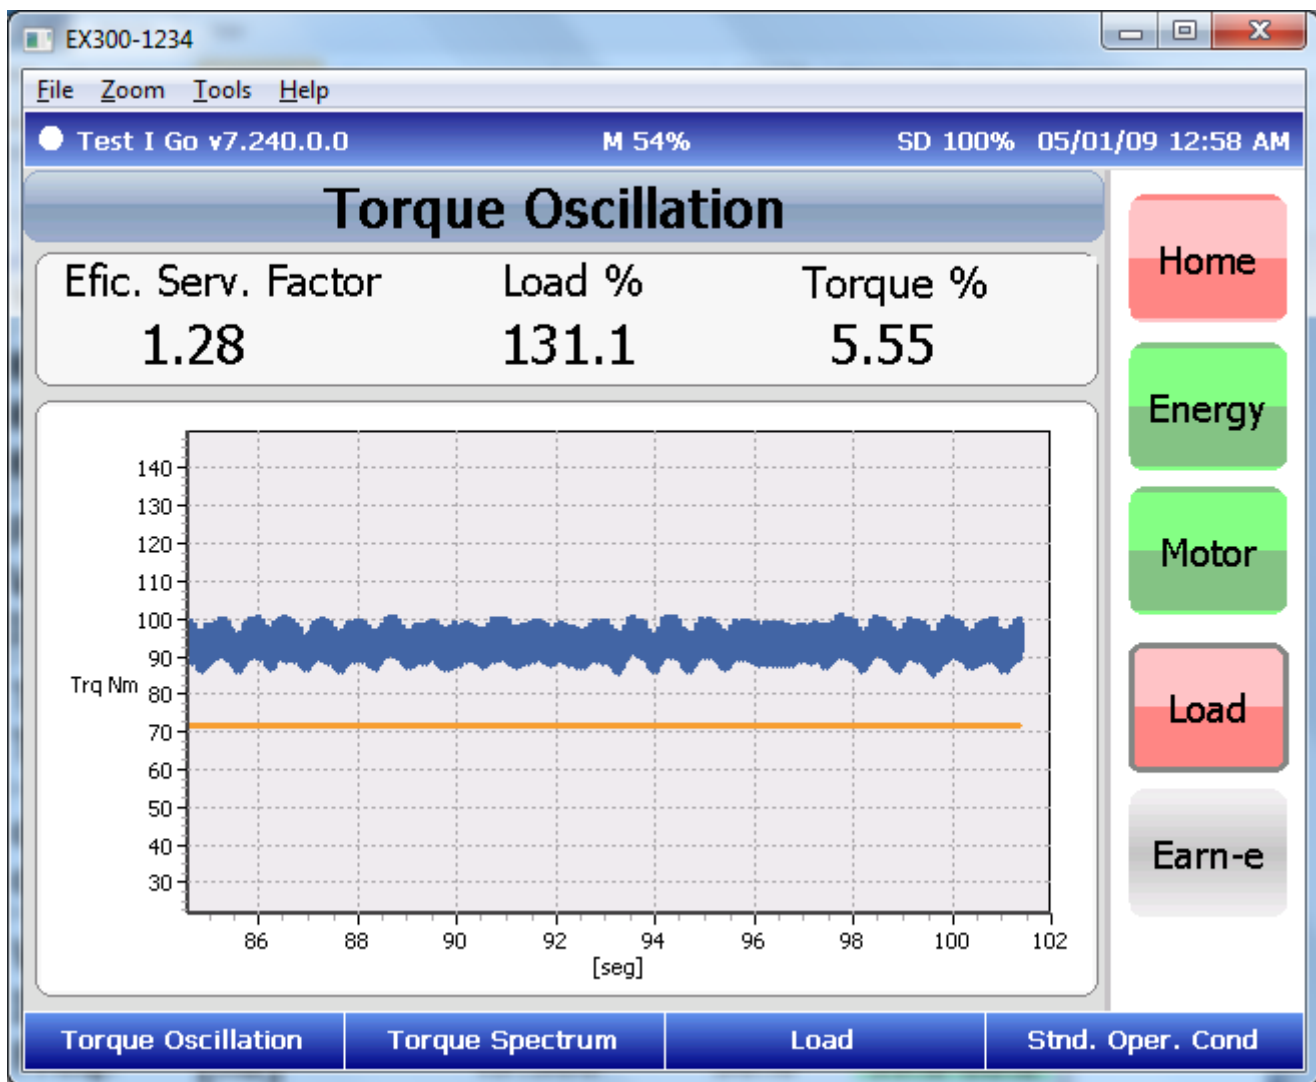 EX300-1234
File Zoom Tools Help
Test I Go v7.240.0.0 M 54% SD 100% 05/01/09 12:58 AM
Torque Oscillation
Efic. Serv. Factor Load % Torque %
1.28 131.1 5.55
Home
Energy
Motor
Load
Earn-e
140
130
120
110
100
90
Trq Nm
80
70
60
50
40
30
86 88 90 92 94 96 98 100 102
[seg]
Torque Oscillation Torque Spectrum Load Stnd. Oper. Cond